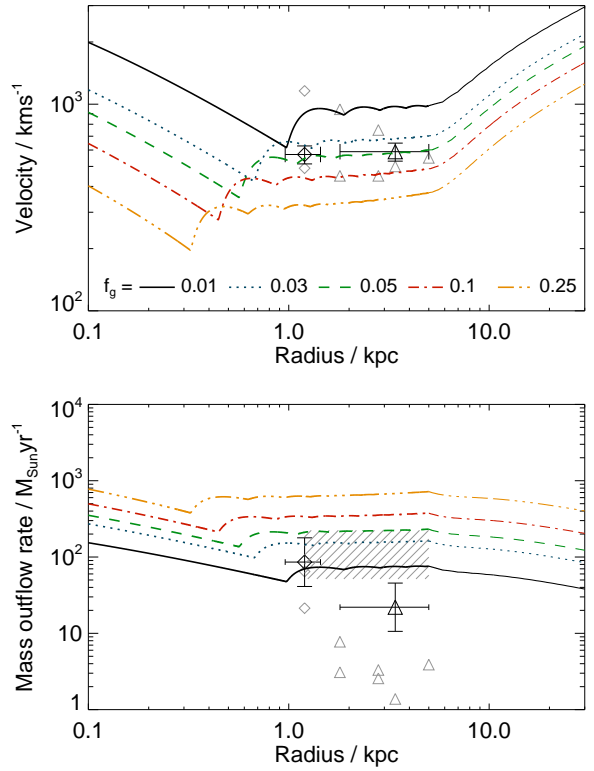 10³
10²
Velocity / kms⁻¹
f_g = 0.01 0.03 0.05 0.1 0.25
0.1 1.0 10.0
Radius / kpc
10⁴
10³
10²
10
1
Mass outflow rate / M_Sun yr⁻¹
0.1 1.0 10.0
Radius / kpc